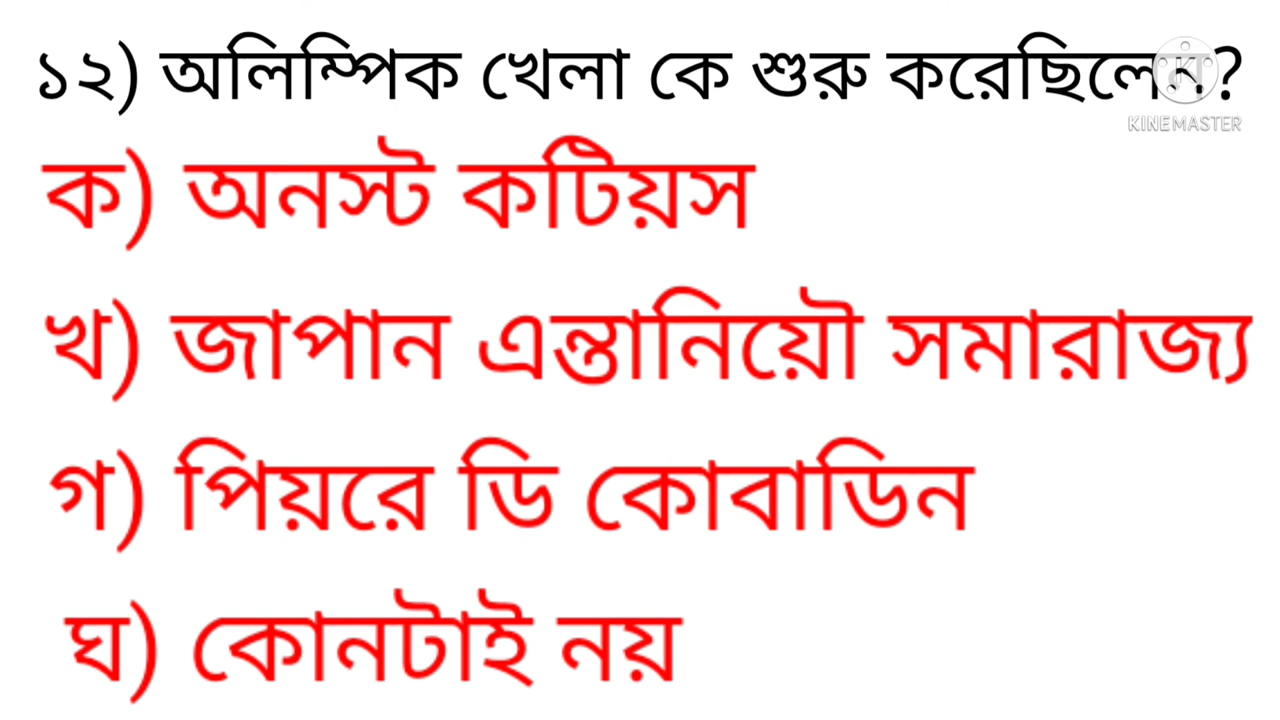 ১২) অলিম্পিক খেলা কে শুরু করেছিলেন?
KINEMASTER
ক) অনস্ট কটিয়স
খ) জাপান এন্তানিয়ৌ সমারাজ্য
গ) পিয়রে ডি কোবাডিন
ঘ) কোনটাই নয়